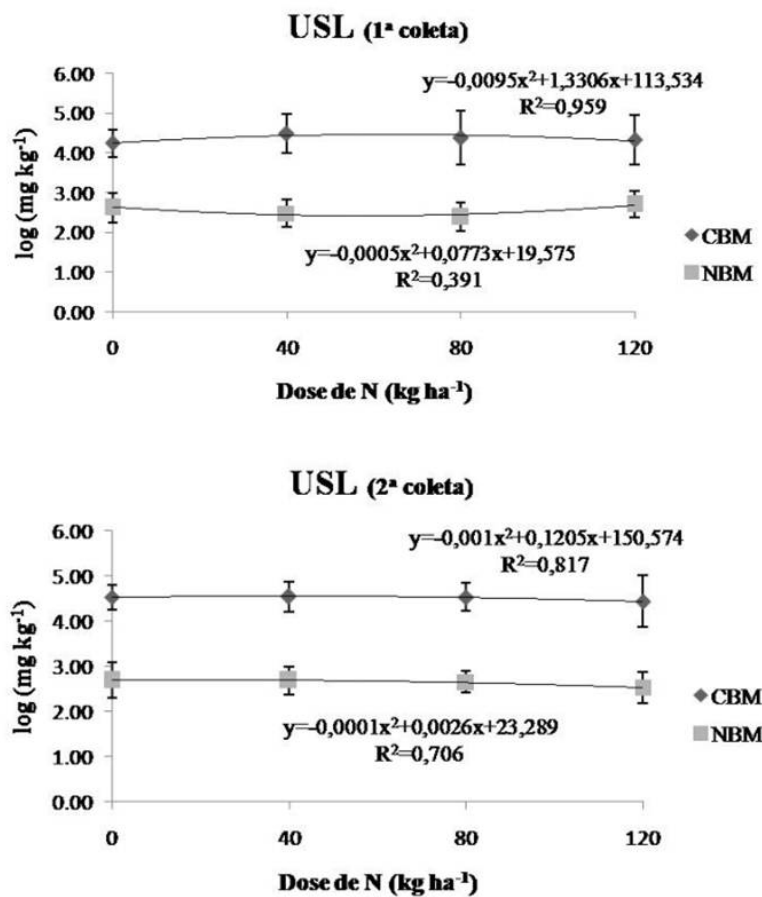 USL (1ª coleta)
y=-0,0095x²+1,3306x+113,534
R²=0,959
6.00
5.00
4.00
3.00
2.00
1.00
0.00
log (mg kg⁻¹)
y=-0,0005x²+0,0773x+19,575
R²=0,391
CBM
NBM
0 40 80 120
Dose de N (kg ha⁻¹)
USL (2ª coleta)
y=-0,001x²+0,1205x+150,574
R²=0,817
6.00
5.00
4.00
3.00
2.00
1.00
0.00
log (mg kg⁻¹)
y=-0,0001x²+0,0026x+23,289
R²=0,706
CBM
NBM
0 40 80 120
Dose de N (kg ha⁻¹)